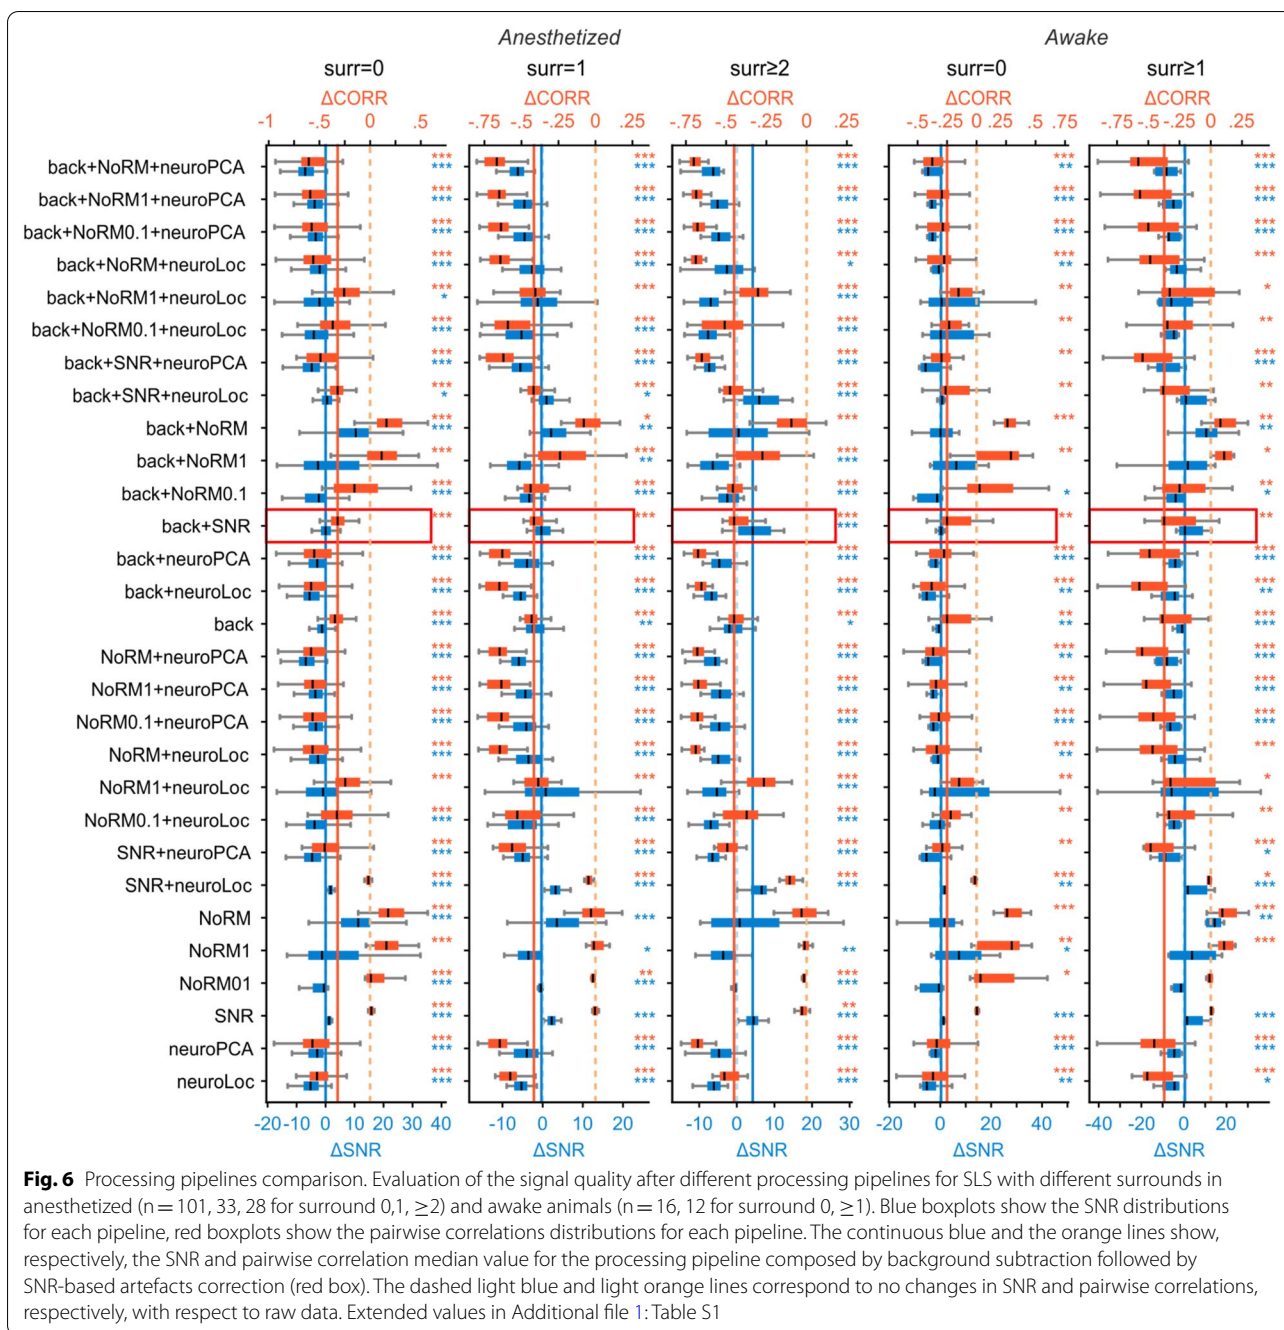 Anesthetized Awake
surr=0 surr=1 surr≥2 surr=0 surr≥1
ΔCORR ΔCORR ΔCORR ΔCORR ΔCORR
-1 -.5 0 .5 -.75 -.5 -.25 0 .25 -.75 -.5 -.25 0 .25 -.5 -.25 0 .25 .5 .75 -.75 -.5 -.25 0 .25
back+NoRM+neuroPCA *** *** *** *** *** *** *** ** *** ***
back+NoRM1+neuroPCA *** *** *** *** *** *** *** *** *** ***
back+NoRM0.1+neuroPCA *** *** *** *** *** *** *** *** *** ***
back+NoRM+neuroLoc *** *** *** *** *** * *** ** ***
back+NoRM1+neuroLoc *** * *** *** *** ** *
back+NoRM0.1+neuroLoc *** *** *** *** *** *** ** **
back+SNR+neuroPCA *** *** *** *** *** *** ** *** ***
back+SNR+neuroLoc *** * *** * *** *** ** **
back+NoRM *** *** * ** *** *** ** **
back+NoRM1 *** *** ** *** *** ** *
back+NoRM0.1 *** *** *** *** *** *** * ** *
back+SNR *** *** *** *** **
back+neuroPCA *** *** *** *** *** *** *** *** *** ***
back+neuroLoc *** *** *** *** *** *** *** *** *** **
back *** *** *** ** *** * ** ** *** ***
NoRM+neuroPCA *** *** *** *** *** *** *** ** *** ***
NoRM1+neuroPCA *** *** *** *** *** *** *** ** *** ***
NoRM0.1+neuroPCA *** *** *** *** *** *** *** *** *** ***
NoRM+neuroLoc *** *** *** *** *** *** *** ** ***
NoRM1+neuroLoc *** *** *** *** ** *
NoRM0.1+neuroLoc *** *** *** *** *** *** ** **
SNR+neuroPCA *** *** *** *** *** *** ** *** *
SNR+neuroLoc *** *** *** *** *** *** *** ** * ***
NoRM *** *** *** *** *** **
NoRM1 *** * ** ** * ***
NoRM01 *** *** ** *** *** *** *
SNR *** *** *** ** *** *** ***
neuroPCA *** *** *** *** *** *** *** *** *** ***
neuroLoc *** *** *** *** *** *** *** ** *** *
-20 -10 0 10 20 30 40 -10 0 10 20 -10 0 10 20 30 -20 0 20 40 60 -40 -20 0 20 40
ΔSNR ΔSNR ΔSNR ΔSNR ΔSNR
Fig. 6 Processing pipelines comparison. Evaluation of the signal quality after different processing pipelines for SLS with different surrounds in
anesthetized (n = 101, 33, 28 for surround 0,1, ≥2) and awake animals (n = 16, 12 for surround 0, ≥1). Blue boxplots show the SNR distributions
for each pipeline, red boxplots show the pairwise correlations distributions for each pipeline. The continuous blue and the orange lines show,
respectively, the SNR and pairwise correlation median value for the processing pipeline composed by background subtraction followed by
SNR-based artefacts correction (red box). The dashed light blue and light orange lines correspond to no changes in SNR and pairwise correlations,
respectively, with respect to raw data. Extended values in Additional file 1: Table S1